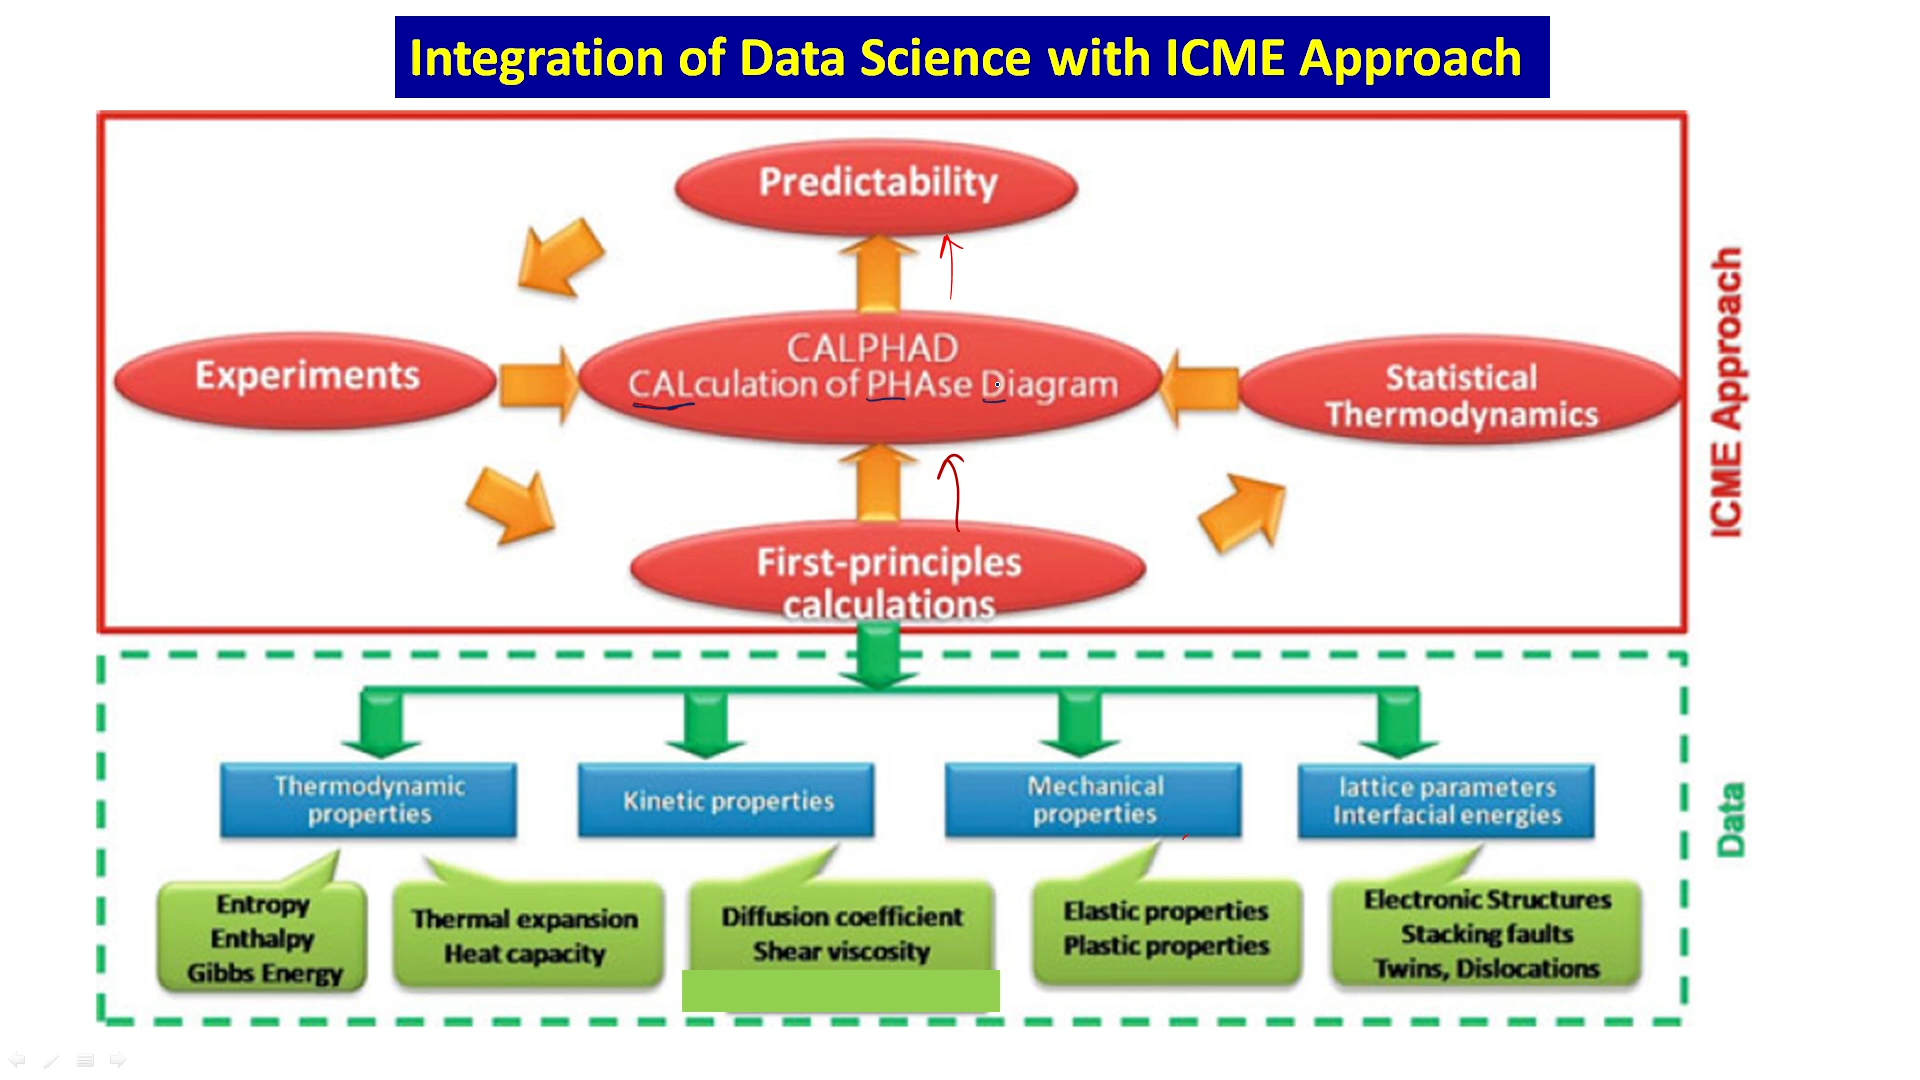 Integration of Data Science with ICME Approach
Predictability
Experiments
CALPHAD
CALculation of PHAse Diagram
Statistical
Thermodynamics
First-principles
calculations
ICME Approach
Thermodynamic
properties
Kinetic properties
Mechanical
properties
lattice parameters
Interfacial energies
Entropy
Enthalpy
Gibbs Energy
Thermal expansion
Heat capacity
Diffusion coefficient
Shear viscosity
Elastic properties
Plastic properties
Electronic Structures
Stacking faults
Twins, Dislocations
Data